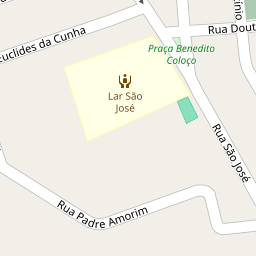 Euclides da Cunha
Rua Dout
Praça Benedito
Coloço
Lar São
José
Rua São José
Rua Padre Amorim